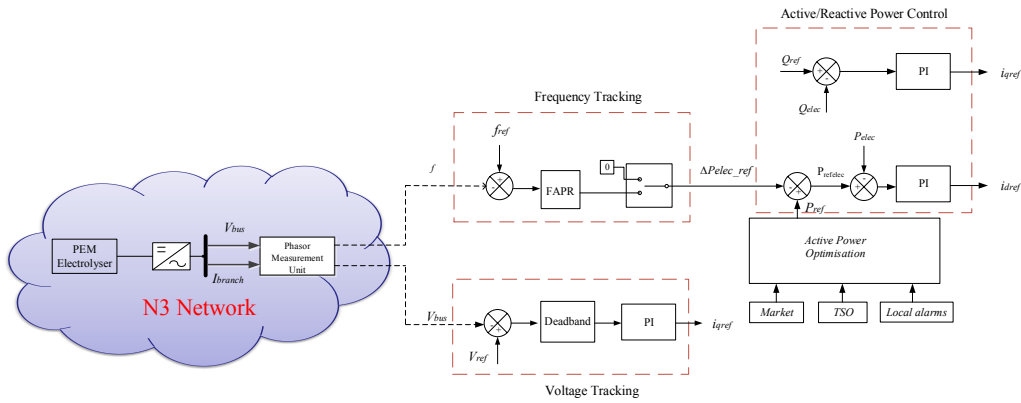 Active/Reactive Power Control
Qref
+
-
Qelec
PI
iqref
Frequency Tracking
fref
f
+
-
FAPR
0
ΔPelec_ref
Pelec
-
+
Prefelec
-
+
Pref
PI
idref
Active Power
Optimisation
Market
TSO
Local alarms
PEM
Electrolyser
Vbus
Ibranch
Phasor
Measurement
Unit
N3 Network
Vbus
-
+
Vref
Deadband
PI
iqref
Voltage Tracking